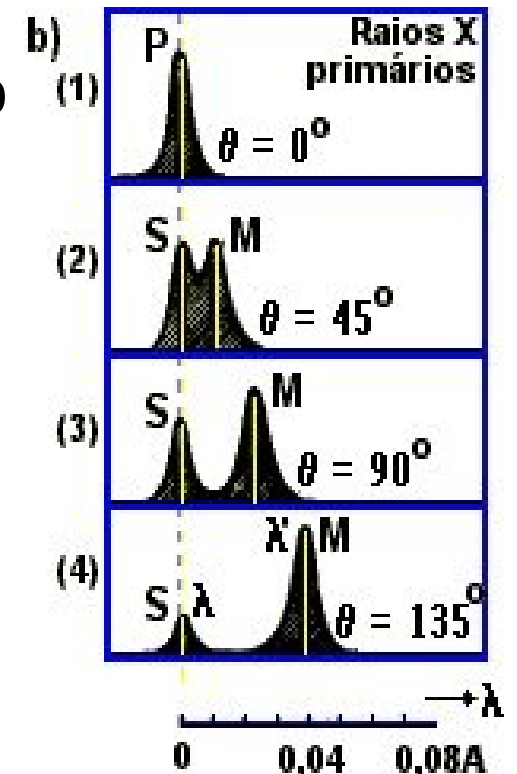 b)
Raios X
primários
(1)
P
θ = 0°
(2)
S M
θ = 45°
(3)
S M
θ = 90°
(4)
λ' M
S λ
θ = 135°
→ λ
0 0,04 0,08A